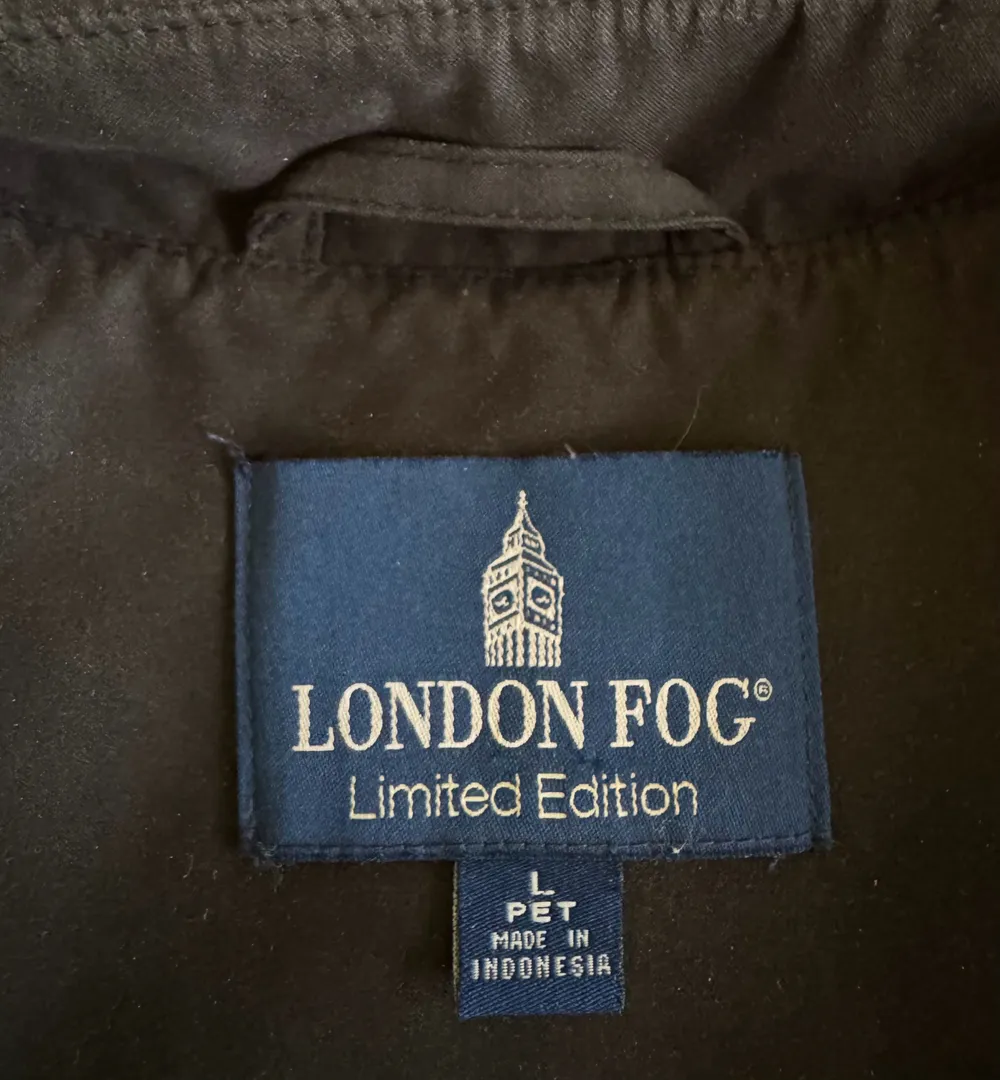 LONDON FOG®
Limited Edition
L
PET
MADE IN
INDONESIA